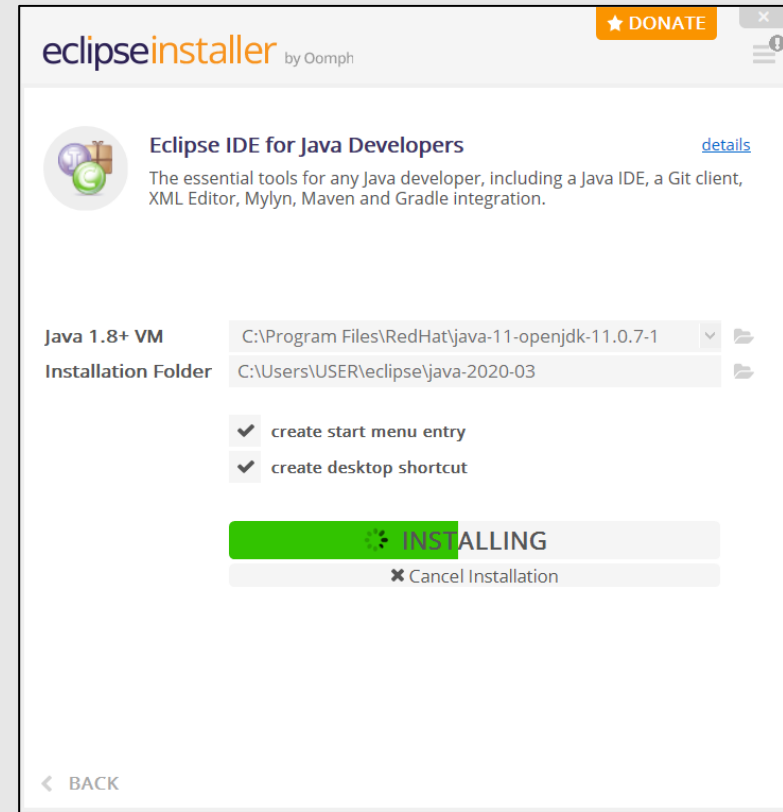 DONATE
eclipseinstaller by Oomph
Eclipse IDE for Java Developers
details
The essential tools for any Java developer, including a Java IDE, a Git client,
XML Editor, Mylyn, Maven and Gradle integration.
Java 1.8+ VM C:\Program Files\RedHat\java-11-openjdk-11.0.7-1
Installation Folder C:\Users\USER\eclipse\java-2020-03
create start menu entry
create desktop shortcut
INSTALLING
Cancel Installation
BACK